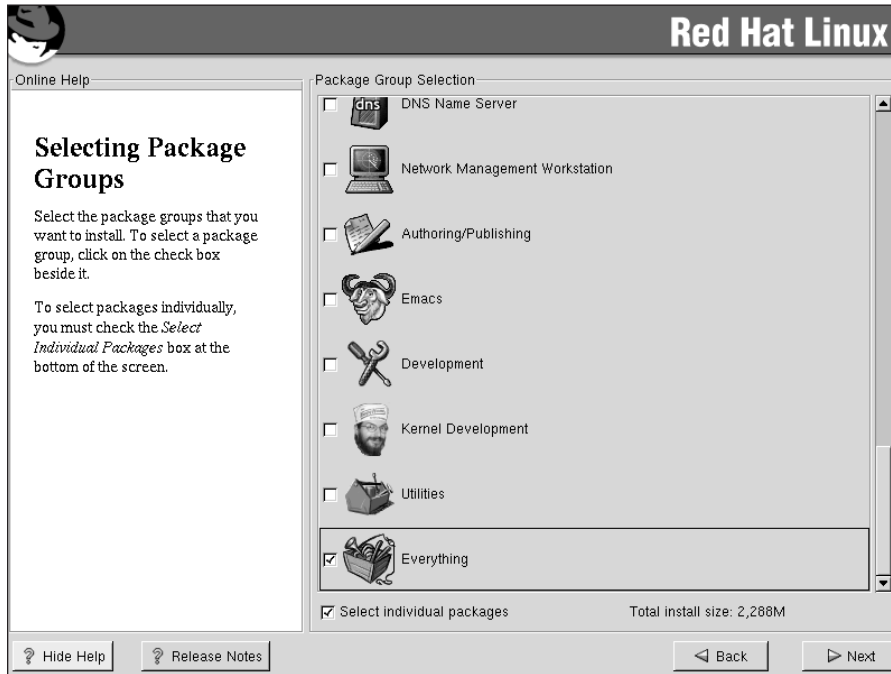 Red Hat Linux
Online Help
Selecting Package
Groups
Select the package groups that you
want to install. To select a package
group, click on the check box
beside it.
To select packages individually,
you must check the Select
Individual Packages box at the
bottom of the screen.
Package Group Selection
dns
DNS Name Server
Network Management Workstation
Authoring/Publishing
Emacs
Development
Kernel Development
Utilities
Everything
Select individual packages
Total install size: 2,288M
Hide Help
Release Notes
Back
Next